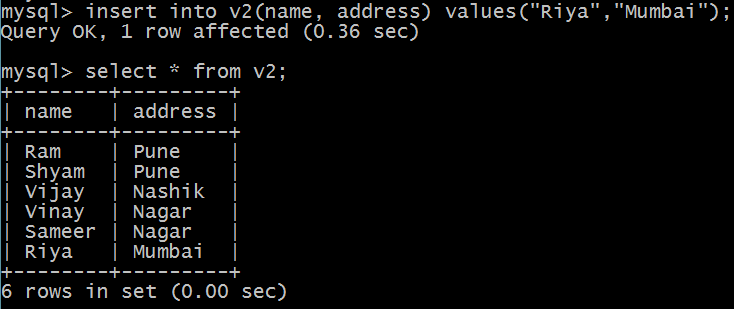 mysql> insert into v2(name, address) values("Riya","Mumbai");
Query OK, 1 row affected (0.36 sec)

mysql> select * from v2;
+--------+---------+
| name   | address |
+--------+---------+
| Ram    | Pune    |
| Shyam  | Pune    |
| Vijay  | Nashik  |
| Vinay  | Nagar   |
| Sameer | Nagar   |
| Riya   | Mumbai  |
+--------+---------+
6 rows in set (0.00 sec)